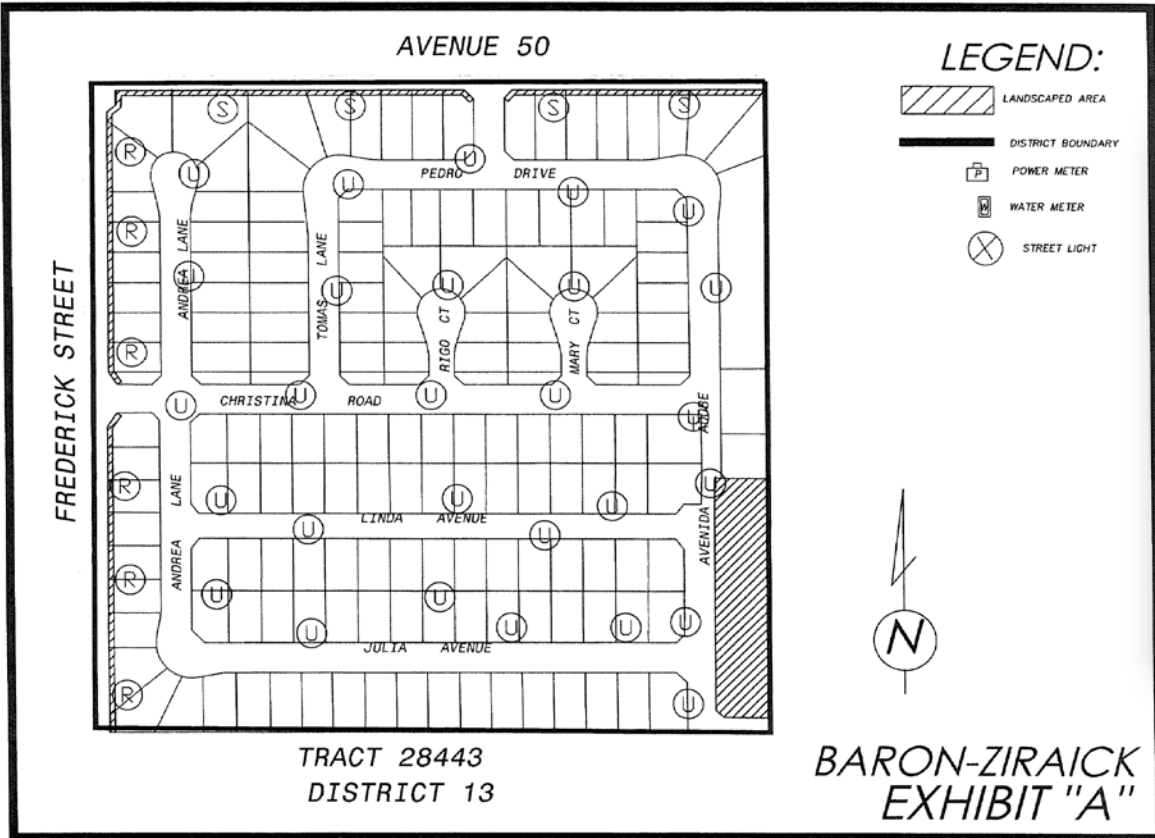 AVENUE 50
LEGEND:
LANDSCAPED AREA
DISTRICT BOUNDARY
P POWER METER
W WATER METER
X STREET LIGHT
S S S S
R
U
PEDRO DRIVE
U
U
U
U
R
ANDREA LANE
U
TOMAS LANE
U
U
U
U
RIGO CT
MARY CT
R
FREDERICK STREET
U
CHRISTINA ROAD
U
U
U
U
AVENIDA ADOBE
U
R
ANDREA LANE
U
U
U
LINDA AVENUE
U
U
R
U
U
U
U
U
U
JULIA AVENUE
R
U
N
TRACT 28443
DISTRICT 13
BARON-ZIRAICK
EXHIBIT "A"